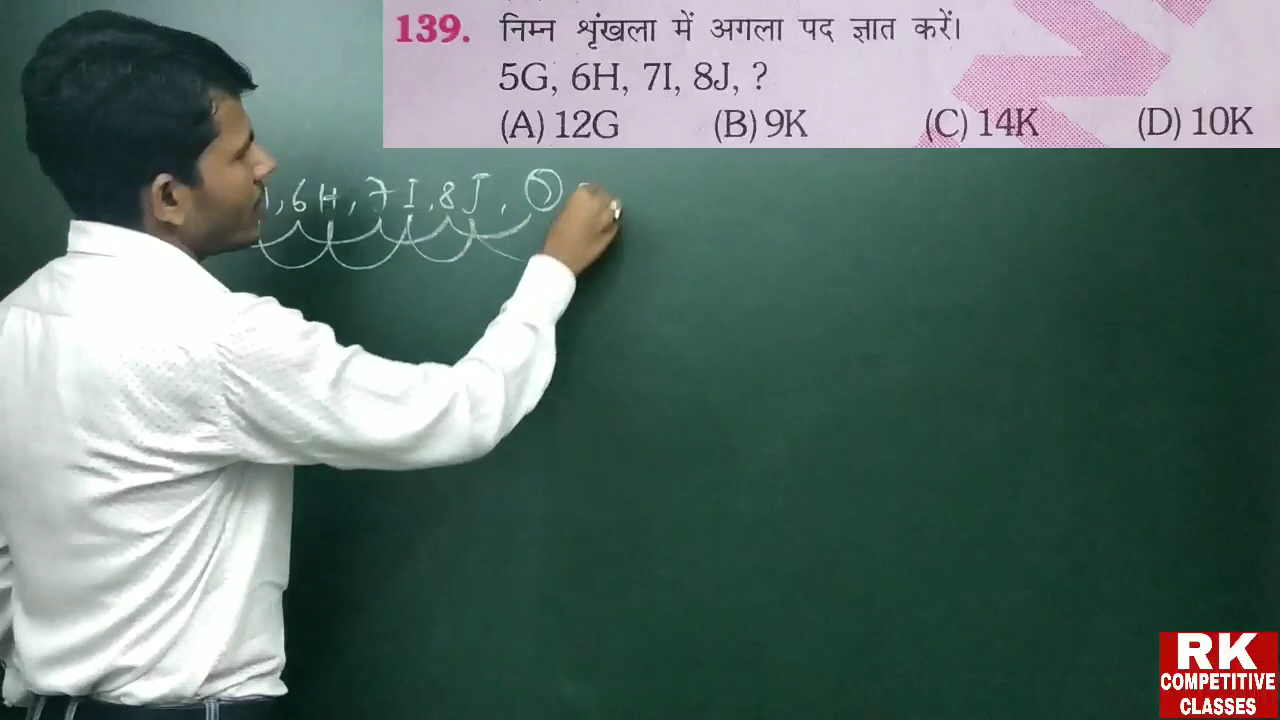 139. निम्न श्रृंखला में अगला पद ज्ञात करें।
5G, 6H, 7I, 8J, ?
(A) 12G (B) 9K (C) 14K (D) 10K
, 6H, 7I, 8J,
RK
COMPETITIVE
CLASSES